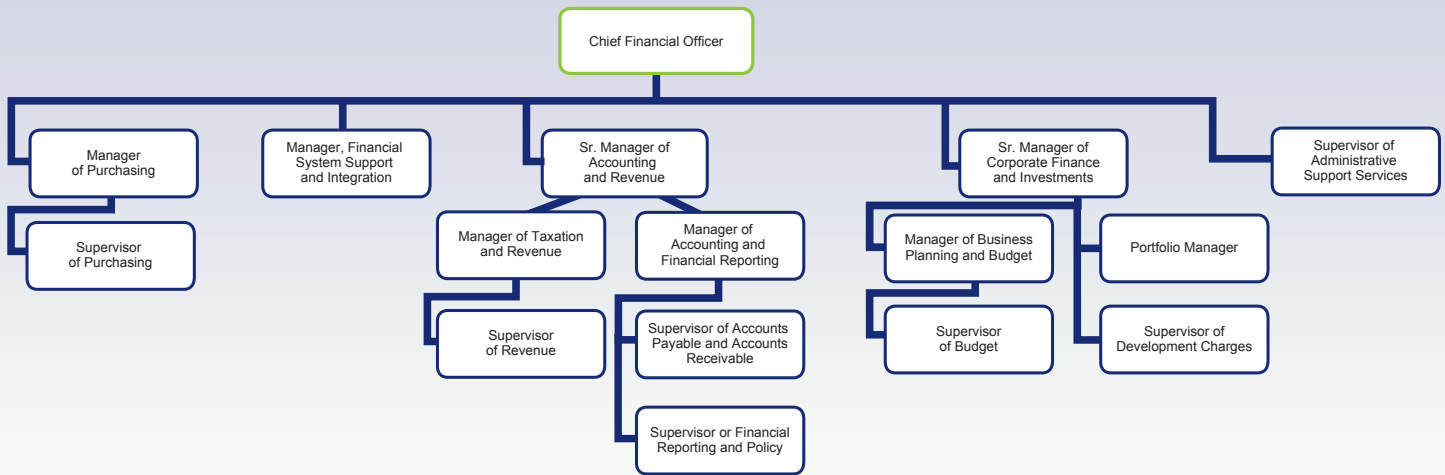 Chief Financial Officer
Manager
of Purchasing
Manager, Financial
System Support
and Integration
Sr. Manager of
Accounting
and Revenue
Sr. Manager of
Corporate Finance
and Investments
Supervisor of
Administrative
Support Services
Supervisor
of Purchasing
Manager of Taxation
and Revenue
Manager of
Accounting and
Financial Reporting
Manager of Business
Planning and Budget
Portfolio Manager
Supervisor
of Revenue
Supervisor of Accounts
Payable and Accounts
Receivable
Supervisor
of Budget
Supervisor of
Development Charges
Supervisor or Financial
Reporting and Policy